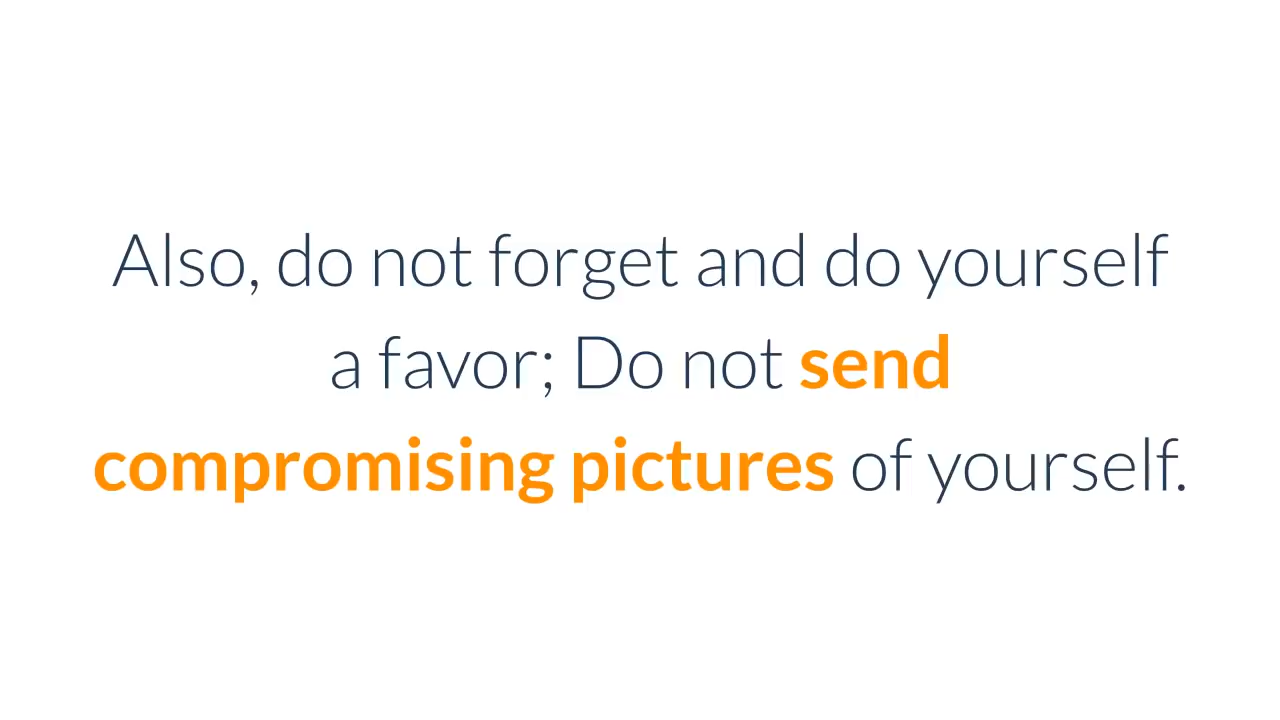 Also, do not forget and do yourself
a favor; Do not send
compromising pictures of yourself.